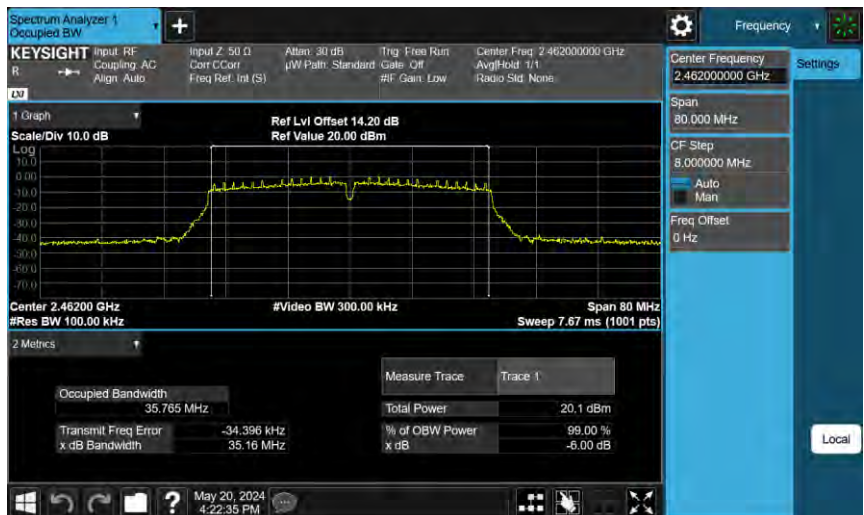 Spectrum Analyzer 1
Occupied BW
+
Frequency
KEYSIGHT
R
LXI
Input: RF
Coupling: AC
Align: Auto
Input Z: 50 Ω
Corr CCorr
Freq Ref: Int (S)
Atten: 30 dB
µW Path: Standard
Trig: Free Run
Gate: Off
#IF Gain: Low
Center Freq: 2.462000000 GHz
Avg|Hold: 1/1
Radio Std: None
Center Frequency
2.462000000 GHz
Settings
Span
80.000 MHz
CF Step
8.000000 MHz
Auto
Man
Freq Offset
0 Hz
Local
1 Graph
Scale/Div 10.0 dB
Ref Lvl Offset 14.20 dB
Ref Value 20.00 dBm
Log
10.0
0.00
-10.0
-20.0
-30.0
-40.0
-50.0
-60.0
-70.0
Center 2.46200 GHz
#Video BW 300.00 kHz
Span 80 MHz
#Res BW 100.00 kHz
Sweep 7.67 ms (1001 pts)
2 Metrics
Measure Trace
Trace 1
Occupied Bandwidth
35.765 MHz
Total Power
20.1 dBm
Transmit Freq Error
-34.396 kHz
% of OBW Power
99.00 %
x dB Bandwidth
35.16 MHz
x dB
-6.00 dB
?
May 20, 2024
4:22:35 PM